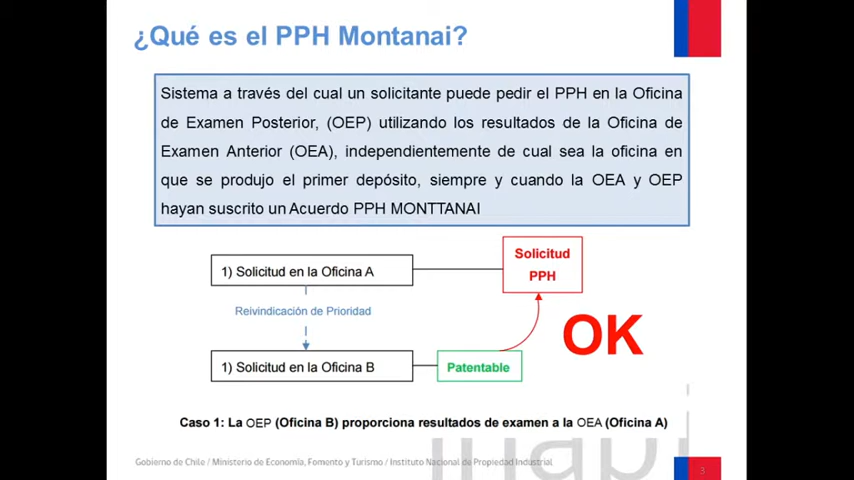 ¿Qué es el PPH Montanai?
Sistema a través del cual un solicitante puede pedir el PPH en la Oficina
de Examen Posterior, (OEP) utilizando los resultados de la Oficina de
Examen Anterior (OEA), independientemente de cual sea la oficina en
que se produjo el primer depósito, siempre y cuando la OEA y OEP
hayan suscrito un Acuerdo PPH MONTTANAI
Solicitud
PPH
1) Solicitud en la Oficina A
Reivindicación de Prioridad
OK
1) Solicitud en la Oficina B
Patentable
Caso 1: La OEP (Oficina B) proporciona resultados de examen a la OEA (Oficina A)
inapi
Gobierno de Chile / Ministerio de Economía, Fomento y Turismo / Instituto Nacional de Propiedad Industrial
3